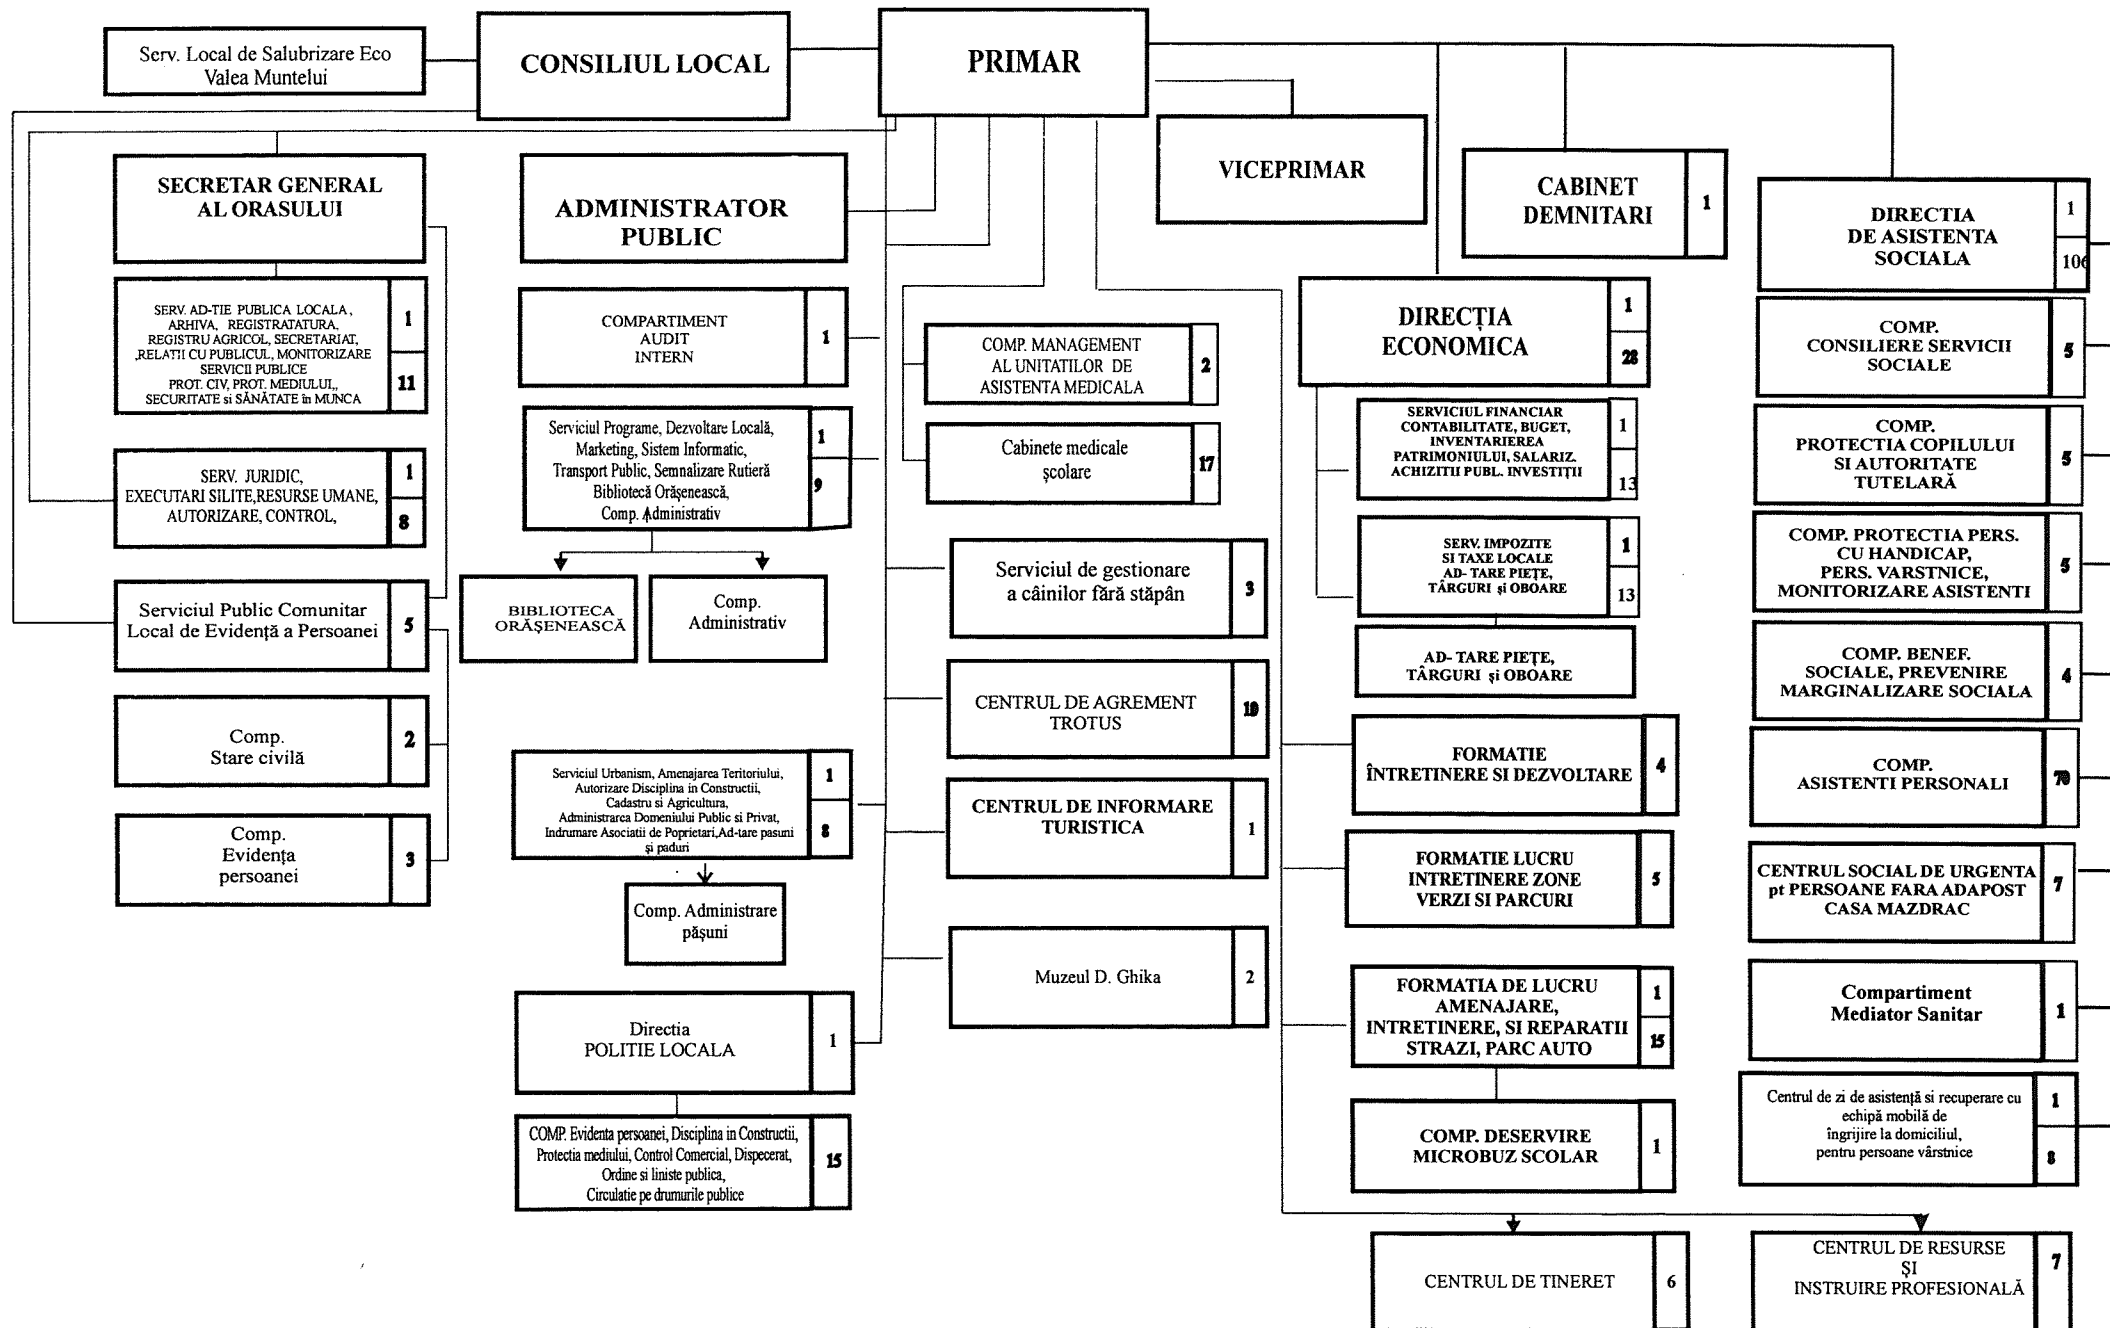 Serv. Local de Salubrizare Eco
Valea Muntelui
CONSILIUL LOCAL
PRIMAR
VICEPRIMAR
CABINET
DEMNITARI
1
DIRECTIA
DE ASISTENTA
SOCIALA
1
106
SECRETAR GENERAL
AL ORASULUI
SERV. AD-TIE PUBLICA LOCALA ,
ARHIVA, REGISTRATATURA,
REGISTRU AGRICOL, SECRETARIAT,
,RELATII CU PUBLICUL, MONITORIZARE
SERVICII PUBLICE
PROT. CIV, PROT. MEDIULUI,,
SECURITATE si SĂNĂTATE în MUNCA
1
11
SERV. JURIDIC,
EXECUTARI SILITE,RESURSE UMANE,
AUTORIZARE, CONTROL,
1
8
Serviciul Public Comunitar
Local de Evidență a Persoanei
5
Comp.
Stare civilă
2
Comp.
Evidența
persoanei
3
ADMINISTRATOR
PUBLIC
COMPARTIMENT
AUDIT
INTERN
1
Serviciul Programe, Dezvoltare Locală,
Marketing, Sistem Informatic,
Transport Public, Semnalizare Rutieră
Bibliotecă Orășenească,
Comp. Administrativ
1
9
BIBLIOTECA
ORĂȘENEASCĂ
Comp.
Administrativ
Serviciul Urbanism, Amenajarea Teritoriului,
Autorizare Disciplina in Constructii,
Cadastru si Agricultura,
Administrarea Domeniului Public si Privat,
Indrumare Asociatii de Poprietari,Ad-tare pasuni
și paduri
1
8
Comp. Administrare
pășuni
Directia
POLITIE LOCALA
1
COMP. Evidenta persoanei, Disciplina in Constructii,
Protectia mediului, Control Comercial, Dispecerat,
Ordine si liniste publica,
Circulatie pe drumurile publice
15
COMP. MANAGEMENT
AL UNITATILOR DE
ASISTENTA MEDICALA
2
Cabinete medicale
școlare
17
Serviciul de gestionare
a câinilor fără stăpân
3
CENTRUL DE AGREMENT
TROTUS
10
CENTRUL DE INFORMARE
TURISTICA
1
Muzeul D. Ghika
2
DIRECȚIA
ECONOMICA
1
28
SERVICIUL FINANCIAR
CONTABILITATE, BUGET,
INVENTARIEREA
PATRIMONIULUI, SALARIZ.
ACHIZITII PUBL. INVESTIȚII
1
13
SERV. IMPOZITE
SI TAXE LOCALE
AD- TARE PIEȚE,
TÂRGURI și OBOARE
1
13
AD- TARE PIEȚE,
TÂRGURI și OBOARE
FORMATIE
ÎNTRETINERE SI DEZVOLTARE
4
FORMATIE LUCRU
INTRETINERE ZONE
VERZI SI PARCURI
5
FORMATIA DE LUCRU
AMENAJARE,
INTRETINERE, SI REPARATII
STRAZI, PARC AUTO
1
15
COMP. DESERVIRE
MICROBUZ SCOLAR
1
CENTRUL DE TINERET
6
COMP.
CONSILIERE SERVICII
SOCIALE
5
COMP.
PROTECTIA COPILULUI
SI AUTORITATE
TUTELARĂ
5
COMP. PROTECTIA PERS.
CU HANDICAP,
PERS. VARSTNICE,
MONITORIZARE ASISTENTI
5
COMP. BENEF.
SOCIALE, PREVENIRE
MARGINALIZARE SOCIALA
4
COMP.
ASISTENTI PERSONALI
70
CENTRUL SOCIAL DE URGENTA
pt PERSOANE FARA ADAPOST
CASA MAZDRAC
7
Compartiment
Mediator Sanitar
1
Centrul de zi de asistență si recuperare cu
echipă mobilă de
îngrijire la domiciliul,
pentru persoane vârstnice
1
8
CENTRUL DE RESURSE
ȘI
INSTRUIRE PROFESIONALĂ
7